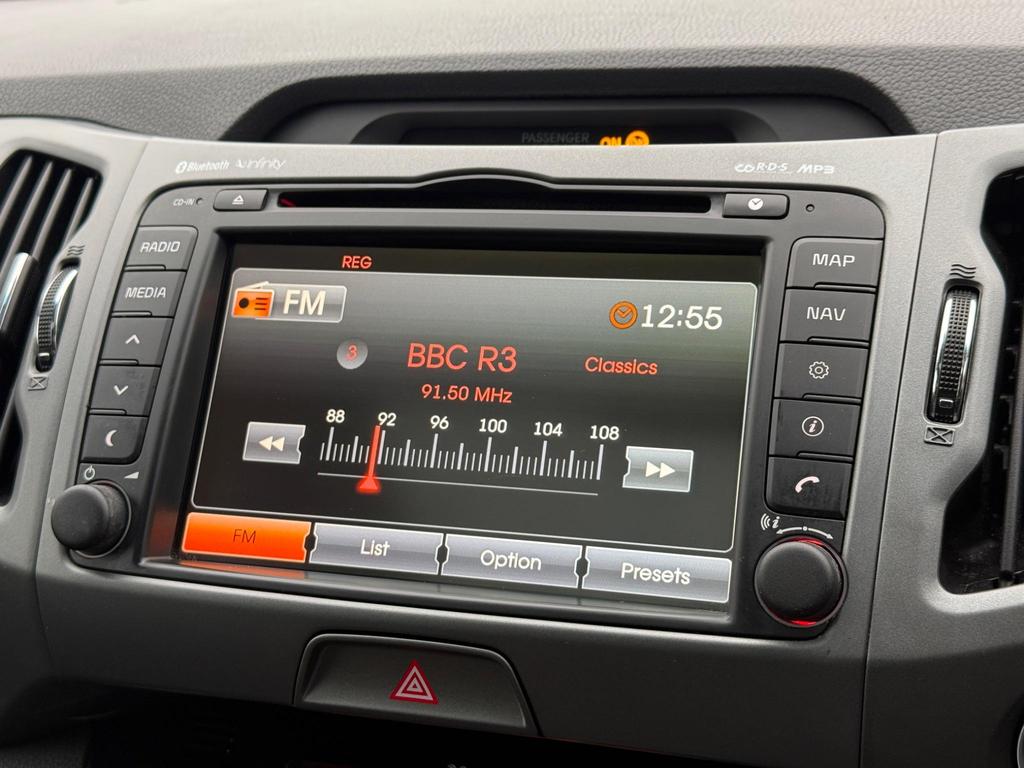 PASSENGER ON
Bluetooth infinity R·D·S MP3
CD-IN
RADIO
MEDIA
REG
FM
12:55
3 BBC R3 Classics
91.50 MHz
88 92 96 100 104 108
FM List Option Presets
MAP
NAV